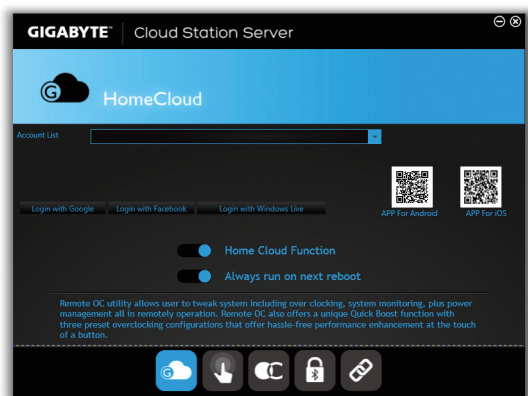 GIGABYTE™ Cloud Station Server
G HomeCloud
Account List
Login with Google Login with Facebook Login with Windows Live
APP For Android APP For iOS
Home Cloud Function
Always run on next reboot
Remote OC utility allows user to tweak system including over clocking, system monitoring, plus power
management all in remotely operation. Remote OC also offers a unique Quick Boost function with
three preset overclocking configurations that offer hassle-free performance enhancement at the touch
of a button.
G